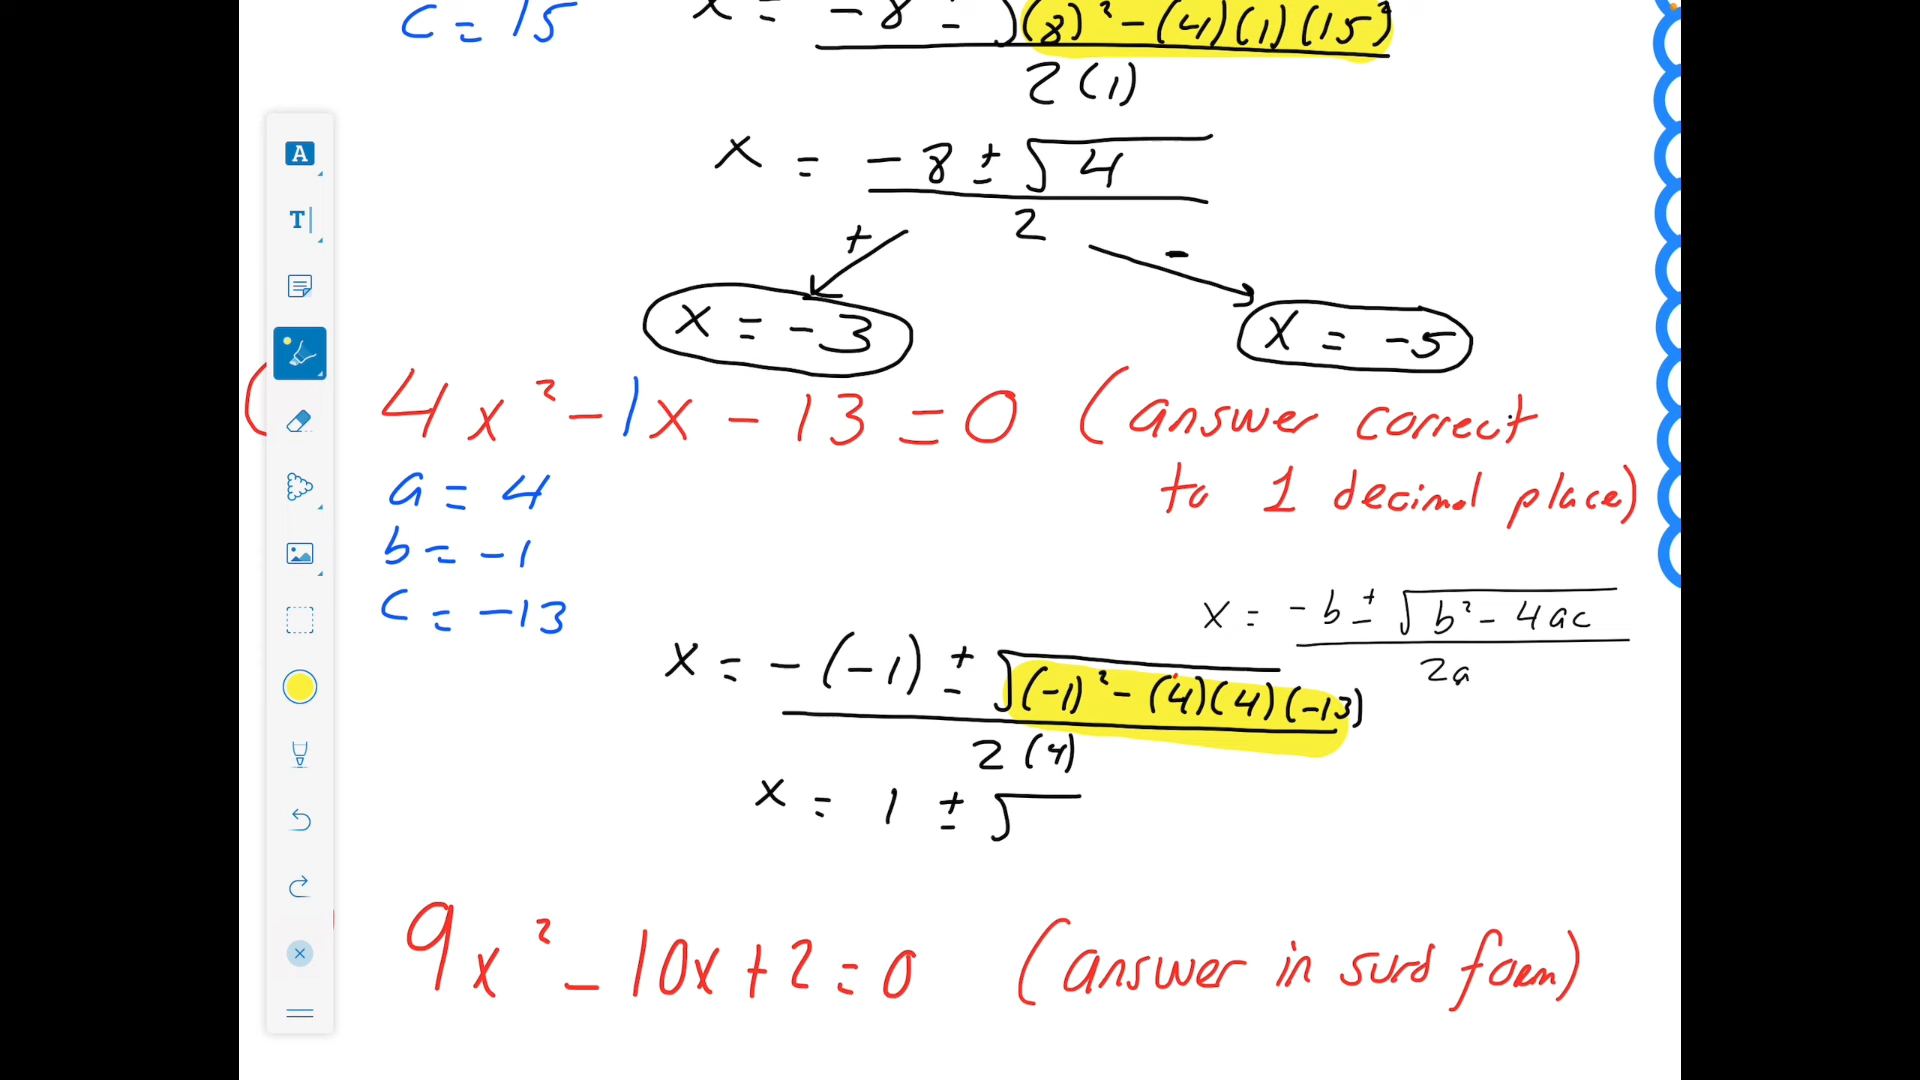 c = 15
x = -8 ± √(8)² - (4)(1)(15)
2(1)
x = -8 ± √4
2
+ -
x = -3 x = -5
4x² - 1x - 13 = 0 (answer correct
to 1 decimal place)
a = 4
b = -1
c = -13
x = -b ± √b² - 4ac
2a
x = -(-1) ± √(-1)² - (4)(4)(-13)
2(4)
x = 1 ± √
9x² - 10x + 2 = 0 (answer in surd form)
A
T